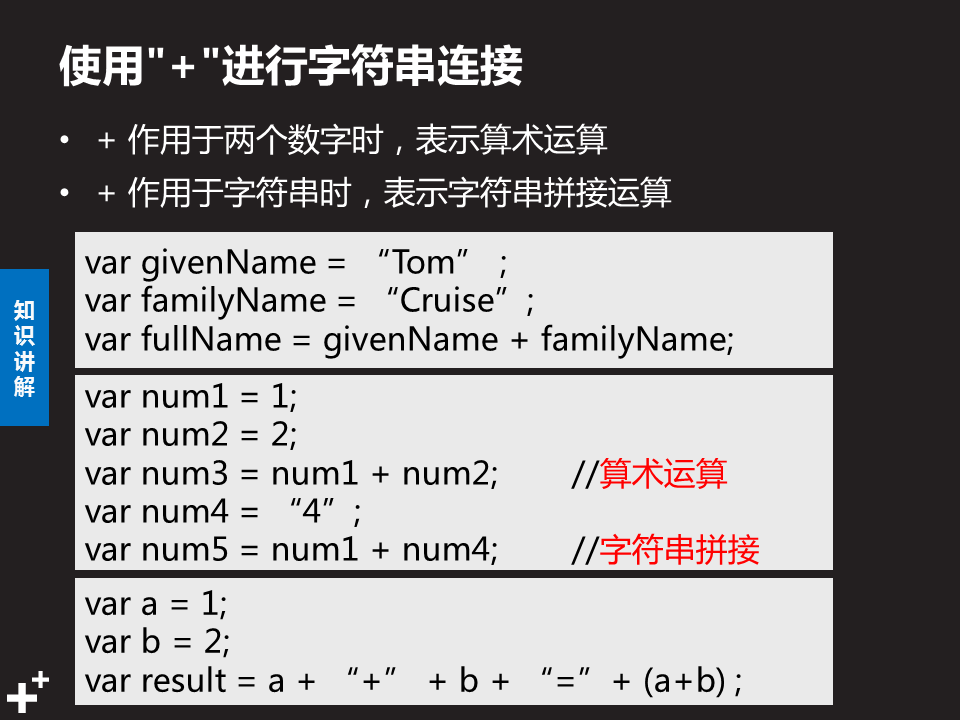 使用"+"进行字符串连接
• + 作用于两个数字时，表示算术运算
• + 作用于字符串时，表示字符串拼接运算
var givenName = “Tom” ;
var familyName = “Cruise”;
var fullName = givenName + familyName;
知识讲解
var num1 = 1;
var num2 = 2;
var num3 = num1 + num2; //算术运算
var num4 = “4”;
var num5 = num1 + num4; //字符串拼接
var a = 1;
var b = 2;
var result = a + “+” + b + “=”+ (a+b) ;